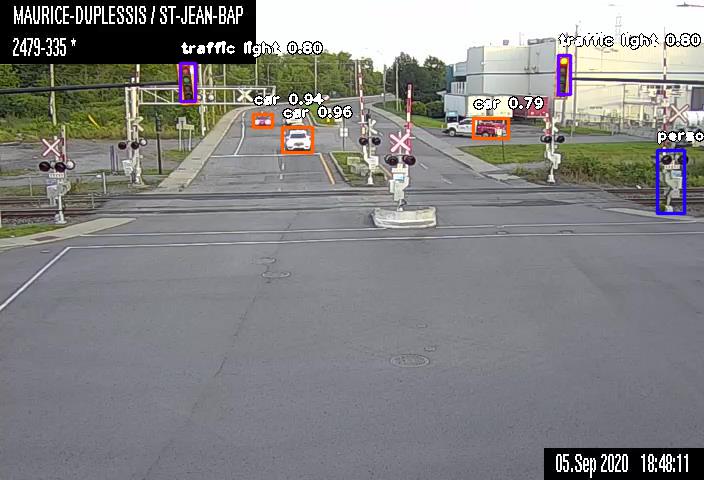 MAURICE-DUPLESSIS / ST-JEAN-BAP
2479-335 *
traffic light 0.80
traffic light 0.80
car 0.94
car 0.96
car 0.79
perso
05.Sep 2020 18:48:11